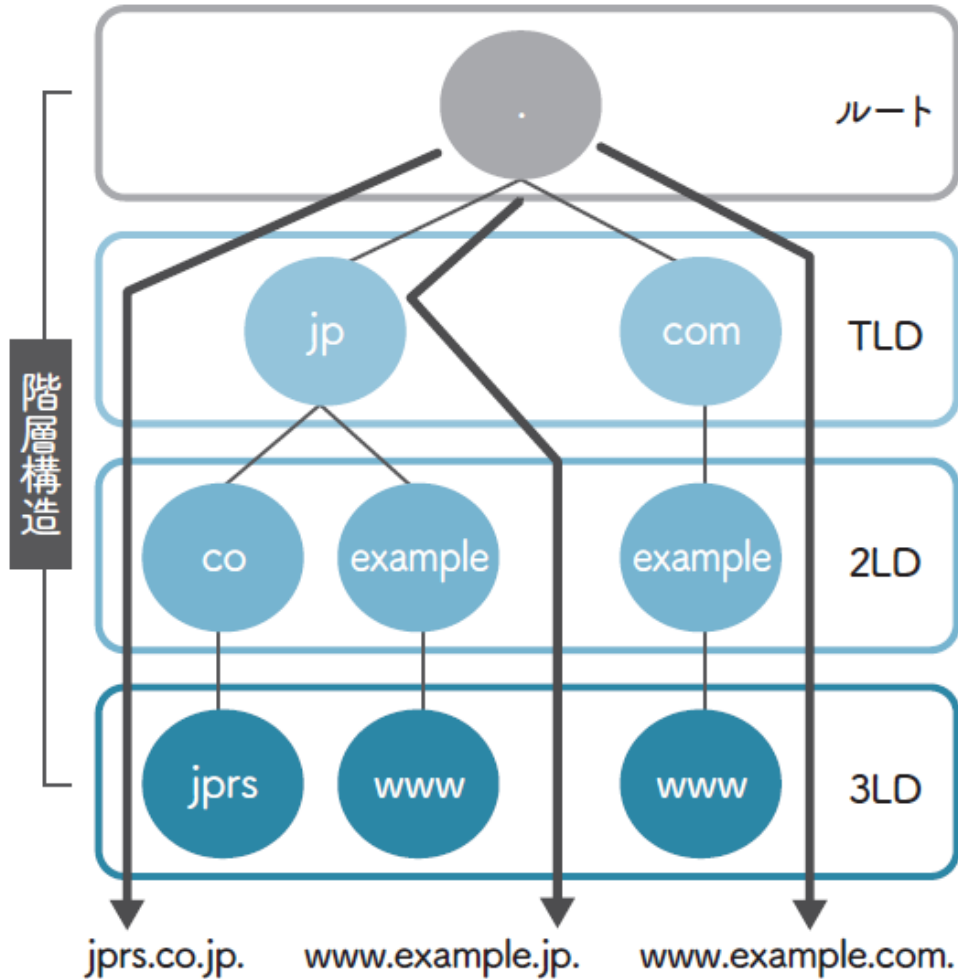 .
ルート
jp
com
TLD
階層構造
co
example
example
2LD
jprs
www
www
3LD
jprs.co.jp.
www.example.jp.
www.example.com.